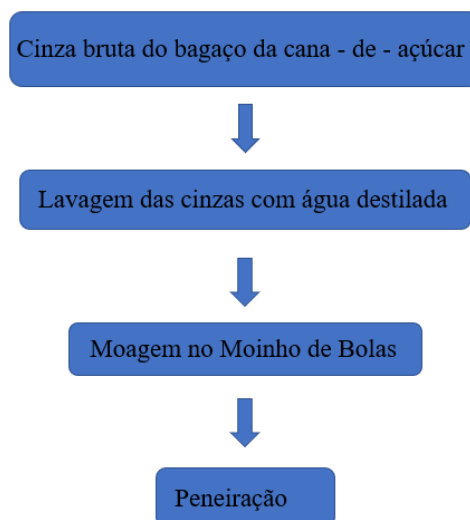 Cinza bruta do bagaço da cana - de - açúcar
Lavagem das cinzas com água destilada
Moagem no Moinho de Bolas
Peneiração